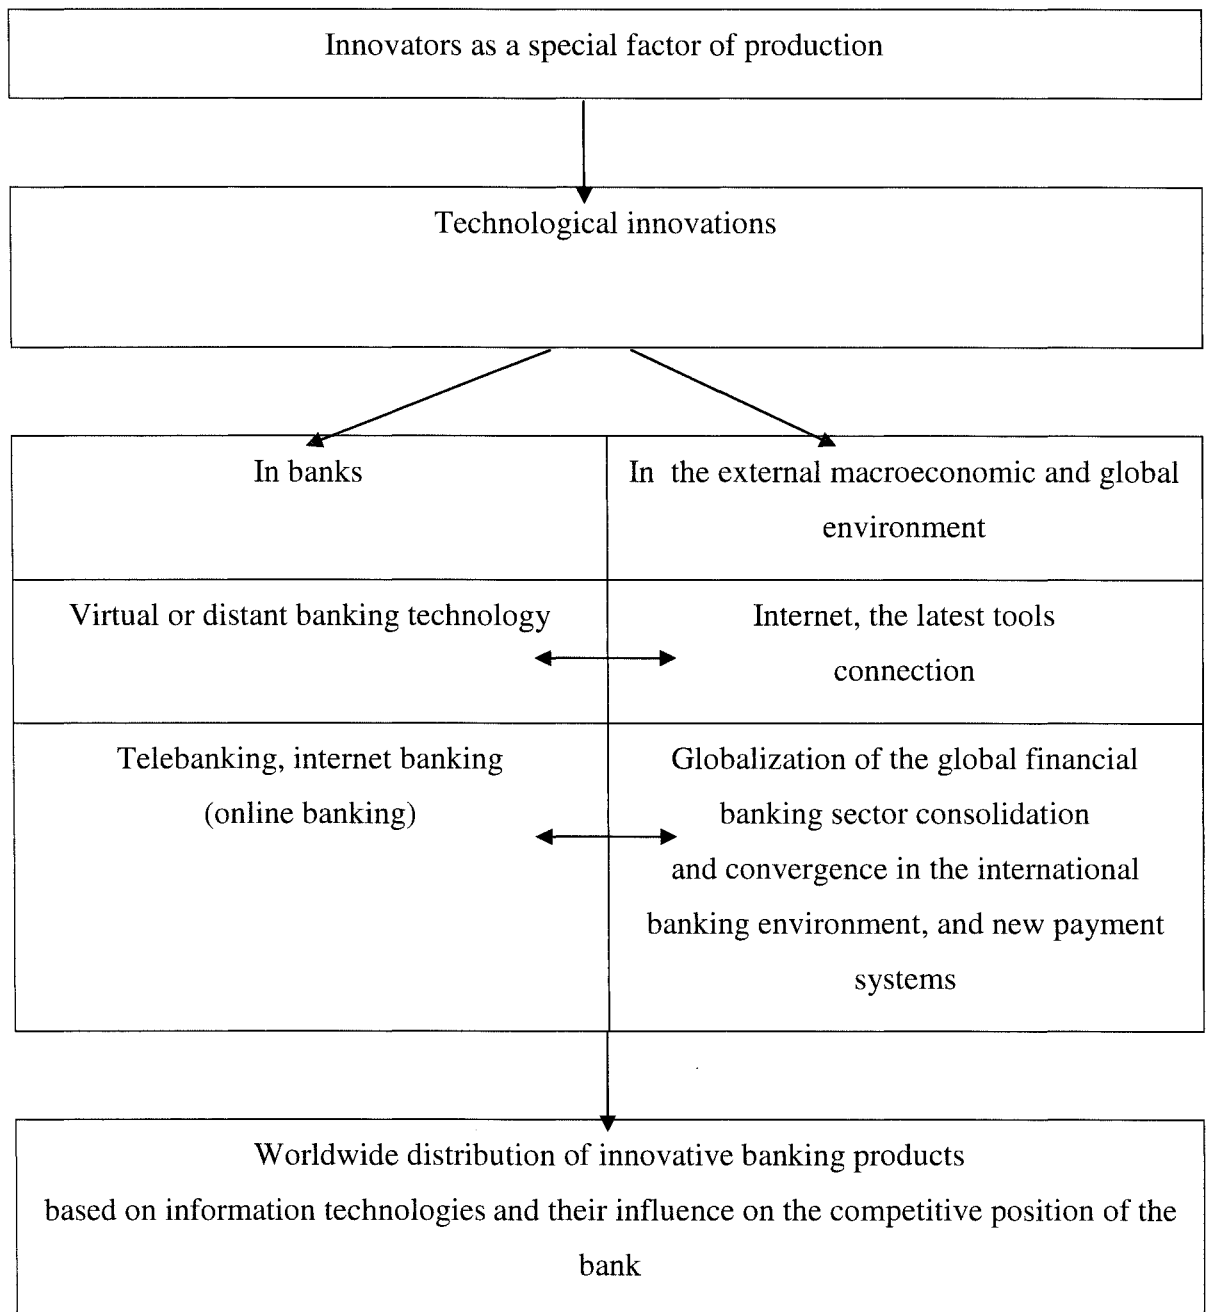 Innovators as a special factor of production
Technological innovations
In banks
In the external macroeconomic and global
environment
Virtual or distant banking technology
Internet, the latest tools
connection
Telebanking, internet banking
(online banking)
Globalization of the global financial
banking sector consolidation
and convergence in the international
banking environment, and new payment
systems
Worldwide distribution of innovative banking products
based on information technologies and their influence on the competitive position of the
bank